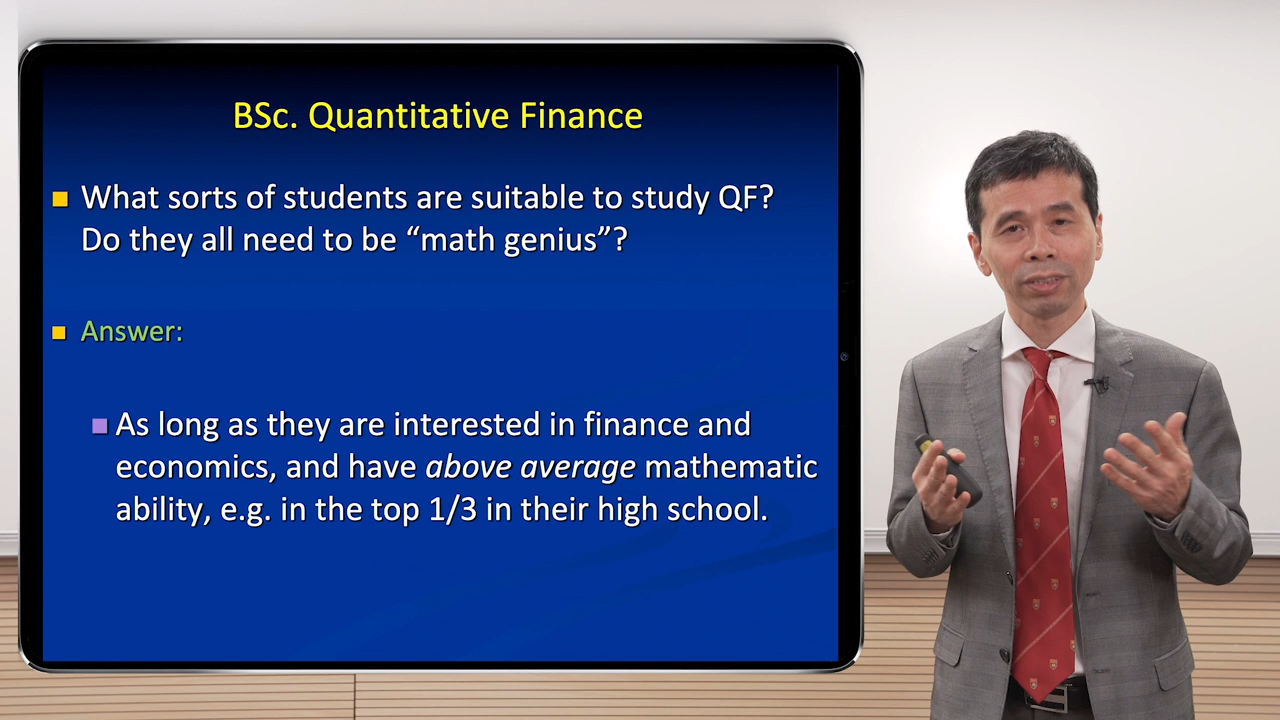 BSc. Quantitative Finance
What sorts of students are suitable to study QF?
Do they all need to be “math genius”?
Answer:
As long as they are interested in finance and
economics, and have above average mathematic
ability, e.g. in the top 1/3 in their high school.